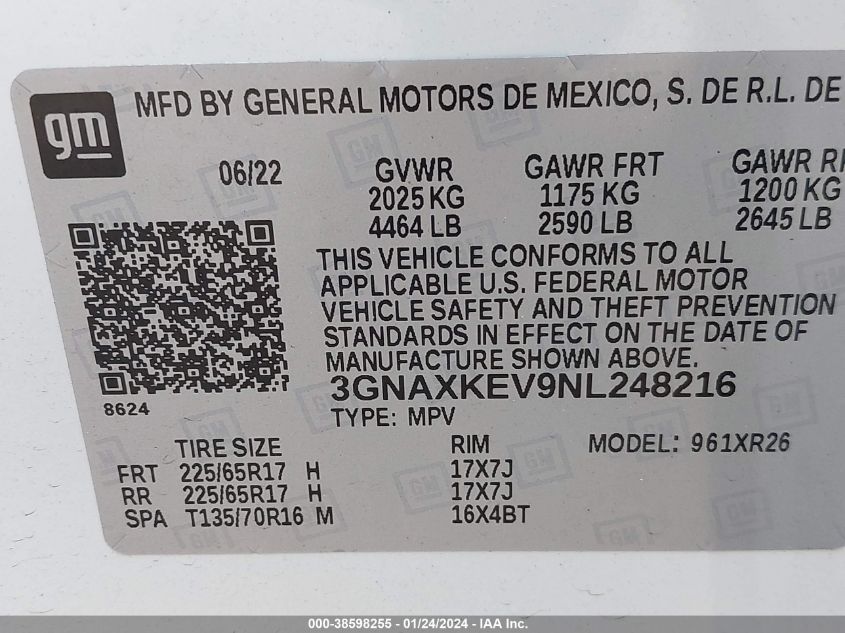 gm
MFD BY GENERAL MOTORS DE MEXICO, S. DE R.L. DE
06/22 GVWR GAWR FRT GAWR
2025 KG 1175 KG 1200 KG
4464 LB 2590 LB 2645 LB
THIS VEHICLE CONFORMS TO ALL
APPLICABLE U.S. FEDERAL MOTOR
VEHICLE SAFETY AND THEFT PREVENTION
STANDARDS IN EFFECT ON THE DATE OF
MANUFACTURE SHOWN ABOVE.
8624
3GNAXKEV9NL248216
TYPE: MPV
TIRE SIZE RIM MODEL: 961XR26
FRT 225/65R17 H 17X7J
RR 225/65R17 H 17X7J
SPA T135/70R16 M 16X4BT
000-38598255 - 01/24/2024 - IAA Inc.